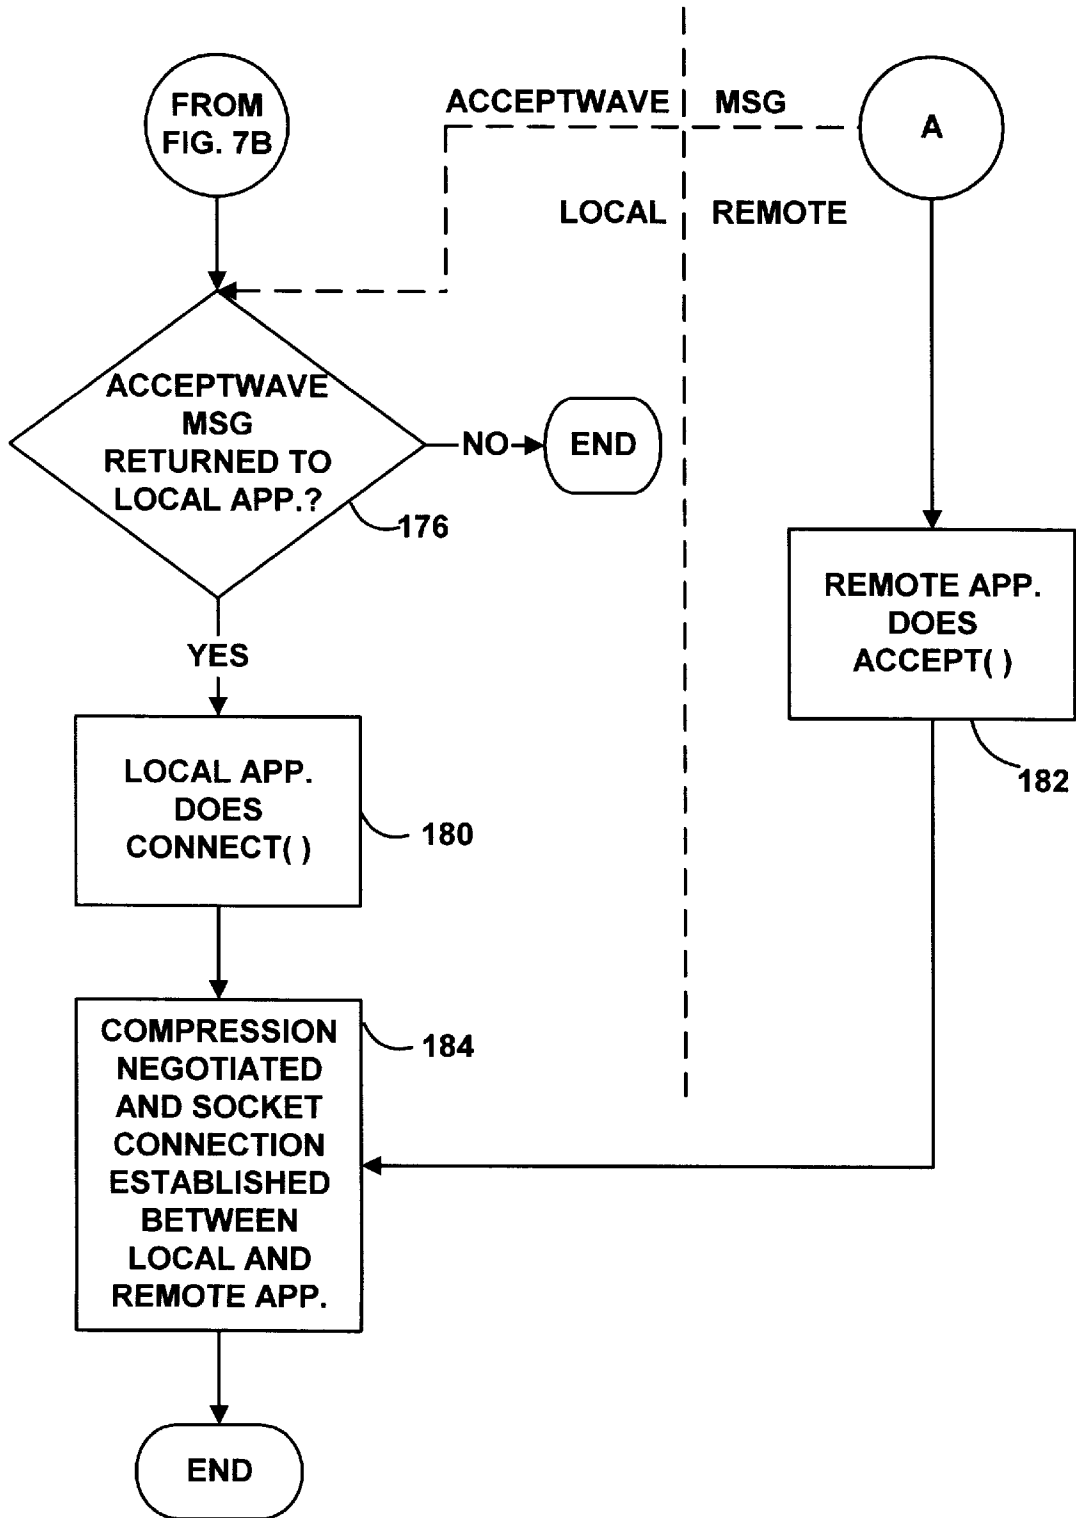 FROM
FIG. 7B
ACCEPTWAVE MSG
A
LOCAL REMOTE
ACCEPTWAVE
MSG
RETURNED TO
LOCAL APP.?
NO
END
176
YES
REMOTE APP.
DOES
ACCEPT( )
182
LOCAL APP.
DOES
CONNECT( )
180
COMPRESSION
NEGOTIATED
AND SOCKET
CONNECTION
ESTABLISHED
BETWEEN
LOCAL AND
REMOTE APP.
184
END